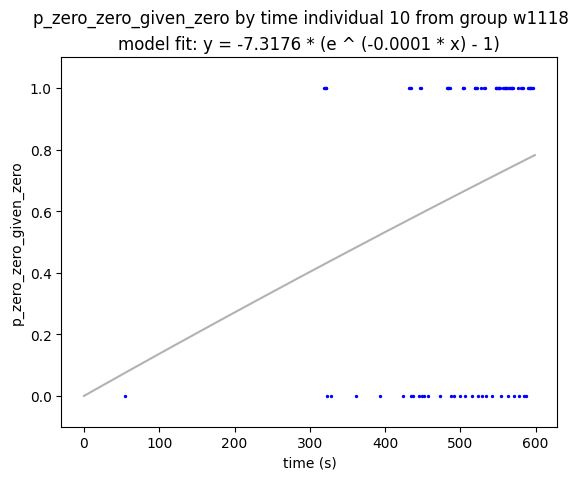 p_zero_zero_given_zero by time individual 10 from group w1118
model fit: y = -7.3176 * (e ^ (-0.0001 * x) - 1)
1.0
0.8
0.6
0.4
0.2
0.0
p_zero_zero_given_zero
0 100 200 300 400 500 600
time (s)